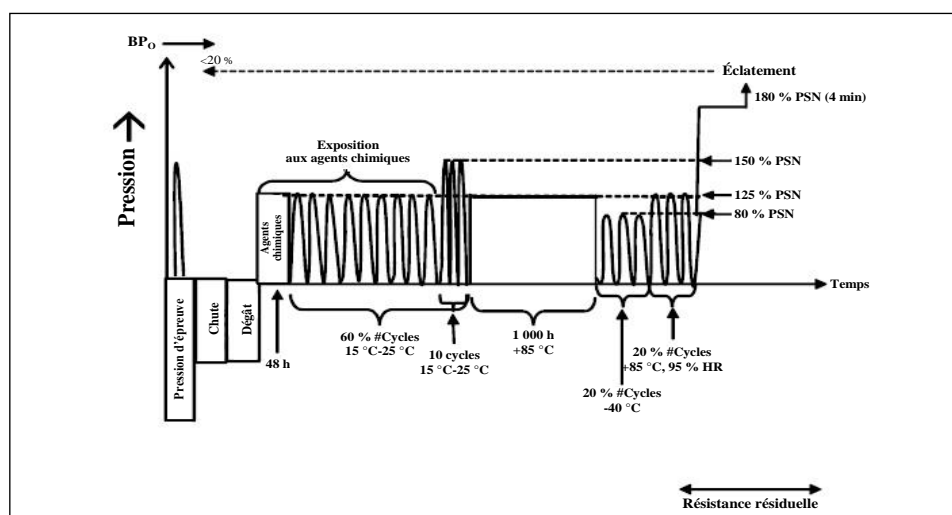 BPO
<20 %
Éclatement
180 % PSN (4 min)
Pression
Exposition
aux agents chimiques
150 % PSN
125 % PSN
80 % PSN
Agents
chimiques
Temps
Pression d'épreuve
Chute
Dégât
48 h
60 % #Cycles
15 °C-25 °C
10 cycles
15 °C-25 °C
1 000 h
+85 °C
20 % #Cycles
+85 °C, 95 % HR
20 % #Cycles
-40 °C
Résistance résiduelle